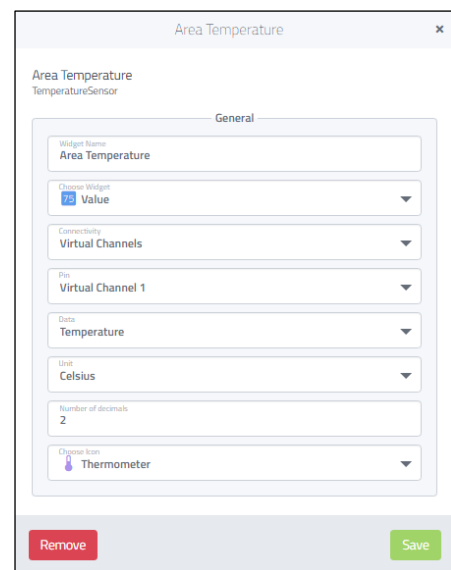 Area Temperature ×
Area Temperature
TemperatureSensor
General
Widget Name
Area Temperature
Choose Widget
75 Value
Connectivity
Virtual Channels
Pin
Virtual Channel 1
Data
Temperature
Unit
Celsius
Number of decimals
2
Choose Icon
Thermometer
Remove Save